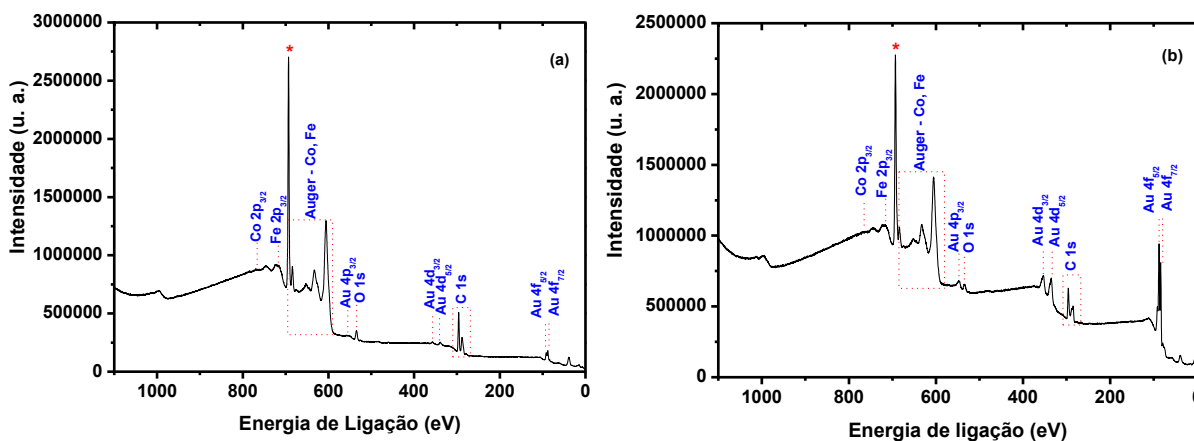 Intensidade (u. a.)
3000000
2500000
2000000
1500000
1000000
500000
0
1000
800
600
400
200
0
Energia de Ligação (eV)
(a)
*
Co 2p3/2
Fe 2p3/2
Auger - Co, Fe
Au 4p3/2
O 1s
Au 4d3/2
Au 4d5/2
C 1s
Au 4f5/2
Au 4f7/2
Intensidade (u. a.)
2500000
2000000
1500000
1000000
500000
0
1000
800
600
400
200
0
Energia de ligação (eV)
(b)
*
Co 2p3/2
Fe 2p3/2
Auger - Co, Fe
Au 4p3/2
O 1s
Au 4d3/2
Au 4d5/2
C 1s
Au 4f5/2
Au 4f7/2